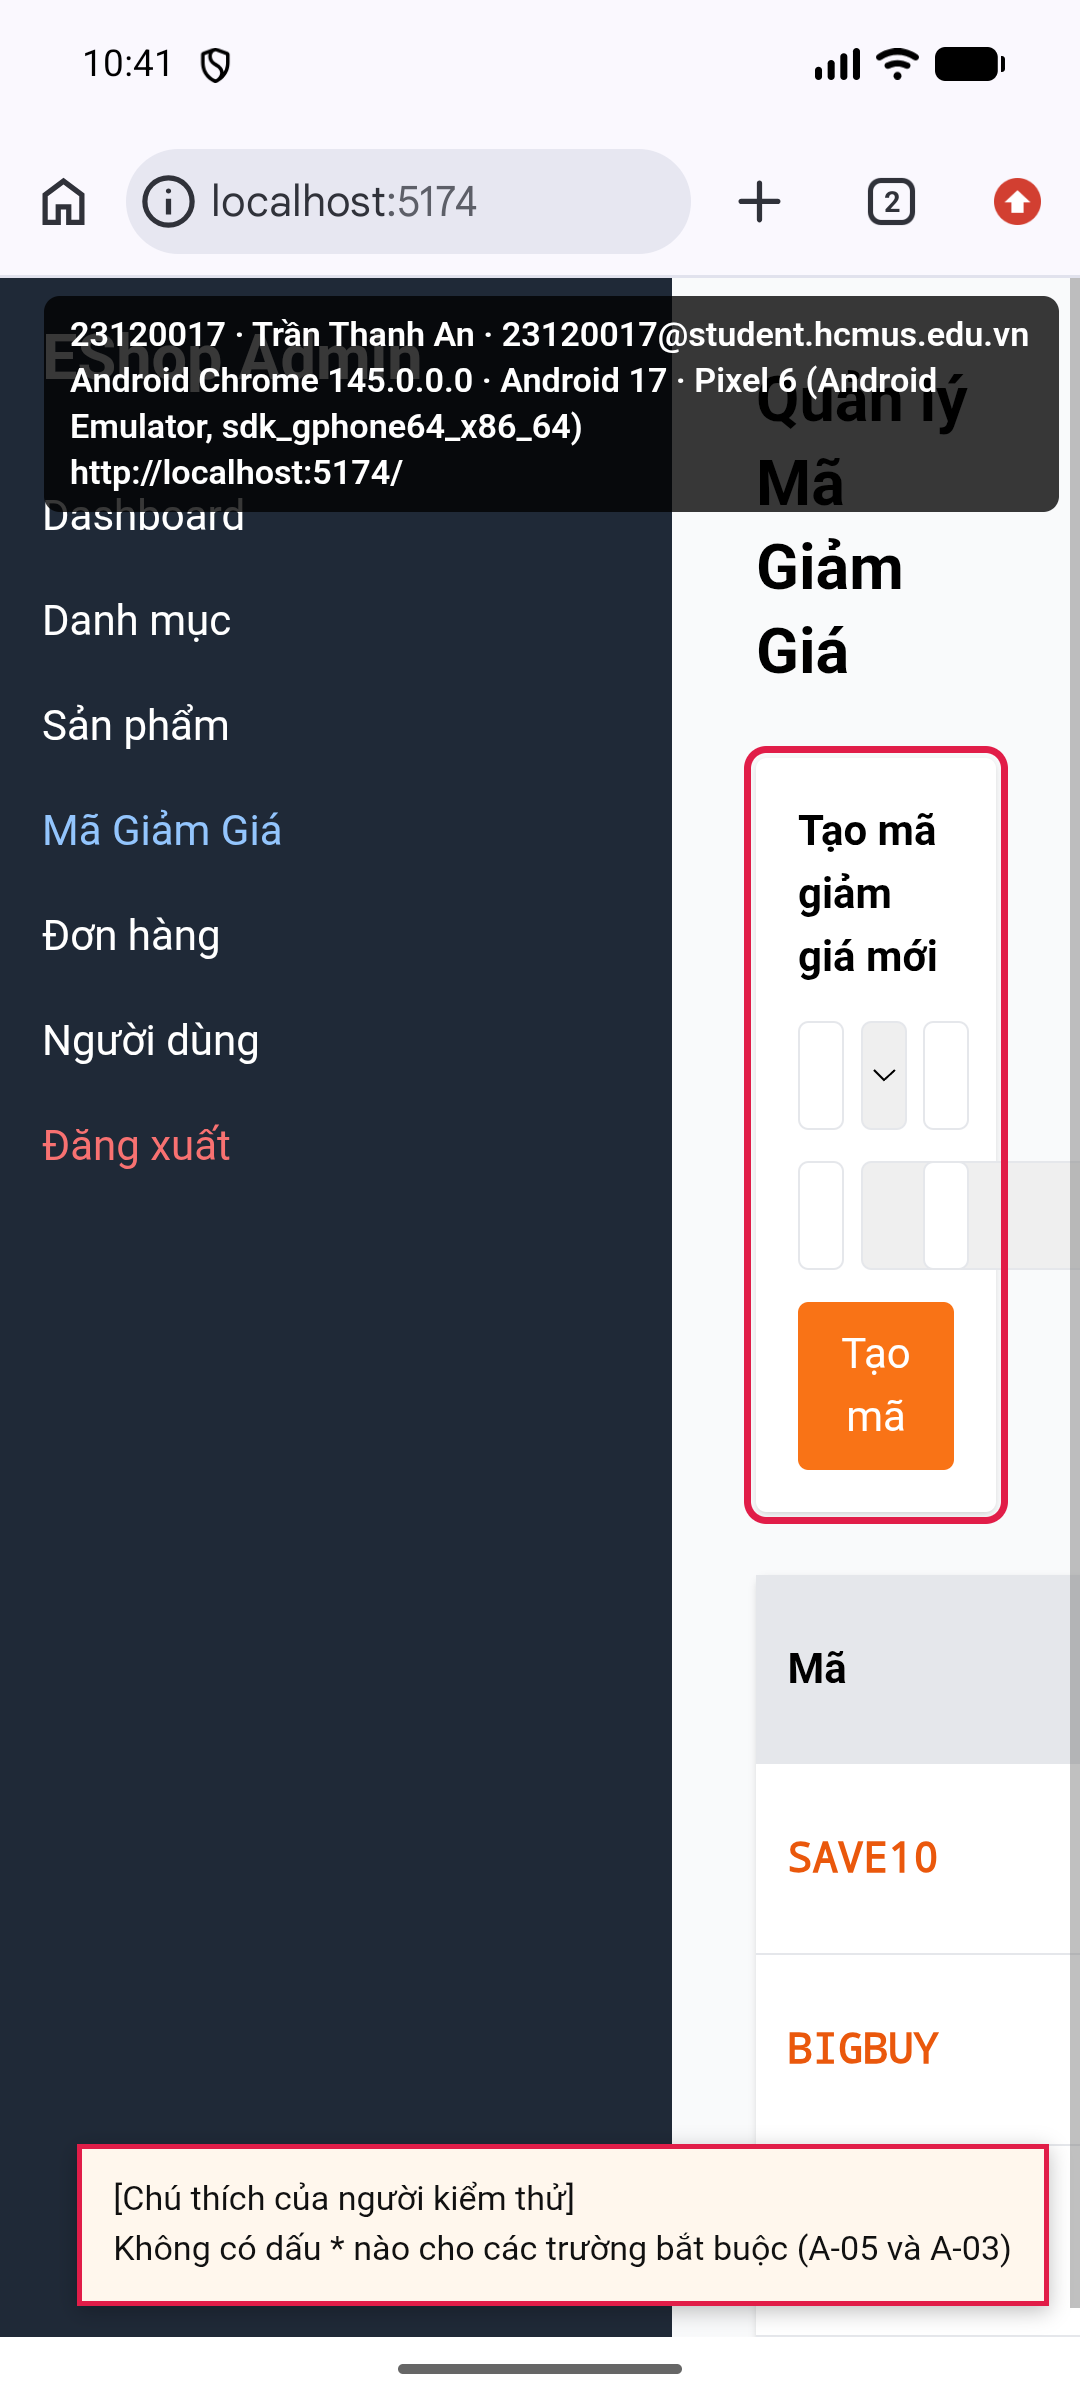 10:41
localhost:5174
2
23120017 · Trần Thanh An · 23120017@student.hcmus.edu.vn
Android Chrome 145.0.0.0 · Android 17 · Pixel 6 (Android
Emulator, sdk_gphone64_x86_64)
http://localhost:5174/
EShop Admin
Dashboard
Danh mục
Sản phẩm
Mã Giảm Giá
Đơn hàng
Người dùng
Đăng xuất
Quản lý
Mã
Giảm
Giá
Tạo mã
giảm
giá mới
Tạo
mã
Mã
SAVE10
BIGBUY
[Chú thích của người kiểm thử]
Không có dấu * nào cho các trường bắt buộc (A-05 và A-03)